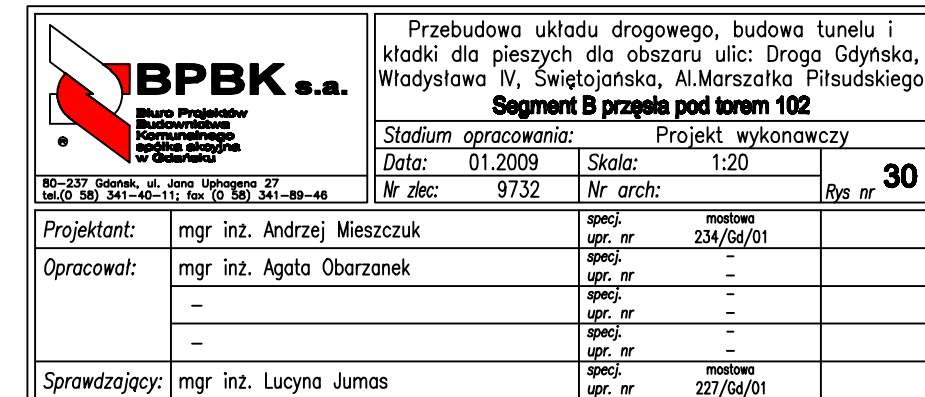 BPBK s.a.
Biuro Projektów
Budownictwa
Komunalnego
spółka akcyjna
w Gdańsku
®
80-237 Gdańsk, ul. Jana Uphagena 27
tel.(0 58) 341-40-11; fax (0 58) 341-89-46
Przebudowa układu drogowego, budowa tunelu i
kładki dla pieszych dla obszaru ulic: Droga Gdyńska,
Władysława IV, Świętojańska, Al.Marszałka Piłsudskiego
Segment B przęsła pod torem 102
Stadium opracowania: Projekt wykonawczy
Data: 01.2009 Skala: 1:20
Nr zlec: 9732 Nr arch: Rys nr 30
Projektant: mgr inż. Andrzej Mieszczuk specj. mostowa
upr. nr 234/Gd/01
Opracował: mgr inż. Agata Obarzanek specj. -
upr. nr -
- specj. -
upr. nr -
- specj. -
upr. nr -
Sprawdzający: mgr inż. Lucyna Jumas specj. mostowa
upr. nr 227/Gd/01